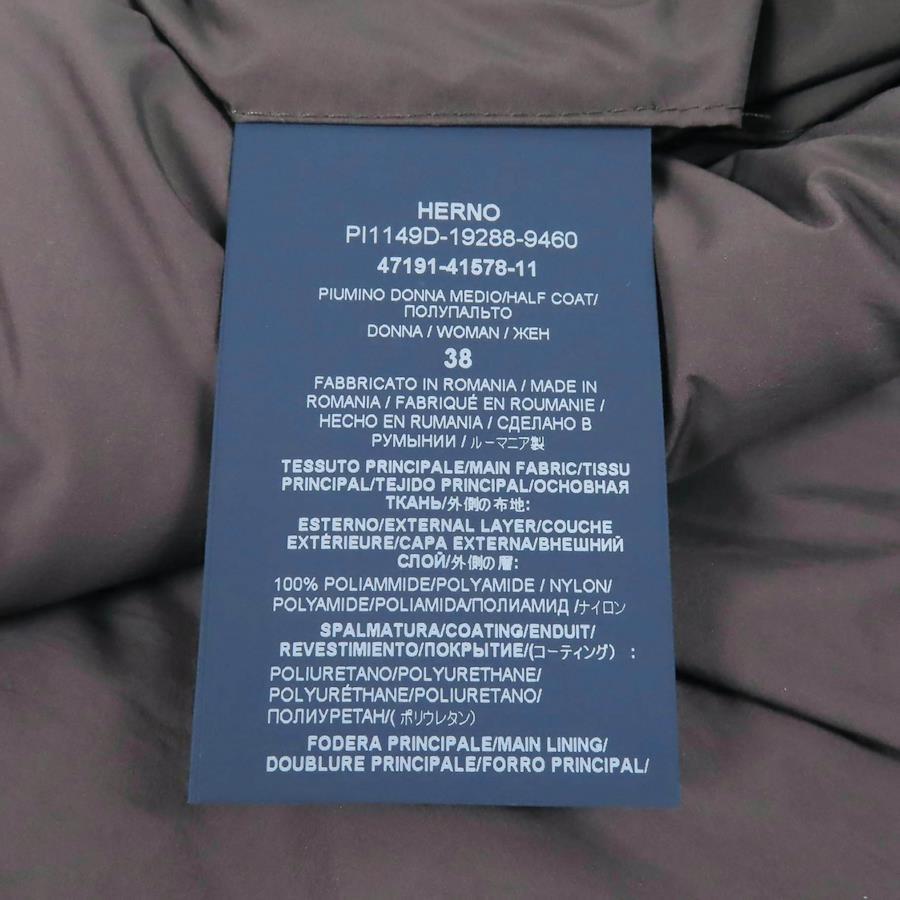 HERNO
PI1149D-19288-9460
47191-41578-11
PIUMINO DONNA MEDIO/HALF COAT/
ПОЛУПАЛЬТО
DONNA / WOMAN / ЖЕН
38
FABBRICATO IN ROMANIA / MADE IN
ROMANIA / FABRIQUÉ EN ROUMANIE /
HECHO EN RUMANIA / СДЕЛАНО В
РУМЫНИИ / ルーマニア製
TESSUTO PRINCIPALE/MAIN FABRIC/TISSU
PRINCIPAL/TEJIDO PRINCIPAL/ОСНОВНАЯ
ТКАНЬ/外側の布地:
ESTERNO/EXTERNAL LAYER/COUCHE
EXTÉRIEURE/CAPA EXTERNA/ВНЕШНИЙ
СЛОЙ/外側の層:
100% POLIAMMIDE/POLYAMIDE / NYLON/
POLYAMIDE/POLIAMIDA/ПОЛИАМИД /ナイロン
SPALMATURA/COATING/ENDUIT/
REVESTIMIENTO/ПОКРЫТИЕ/(コーティング) :
POLIURETANO/POLYURETHANE/
POLYURÉTHANE/POLIURETANO/
ПОЛИУРЕТАН/( ポリウレタン)
FODERA PRINCIPALE/MAIN LINING/
DOUBLURE PRINCIPALE/FORRO PRINCIPAL/